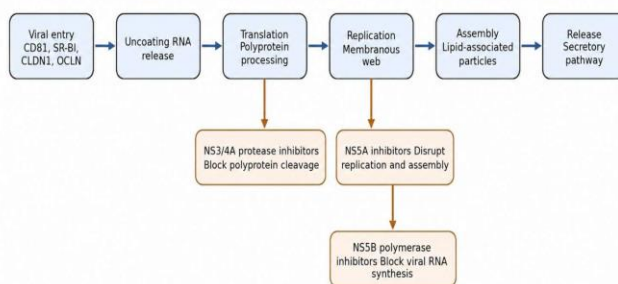 Viral entry
CD81, SR-BI,
CLDN1, OCLN
Uncoating RNA
release
Translation
Polyprotein
processing
Replication
Membranous
web
Assembly
Lipid-associated
particles
Release
Secretory
pathway
NS3/4A protease inhibitors
Block polyprotein cleavage
NS5A inhibitors Disrupt
replication and assembly
NS5B polymerase
inhibitors Block viral RNA
synthesis